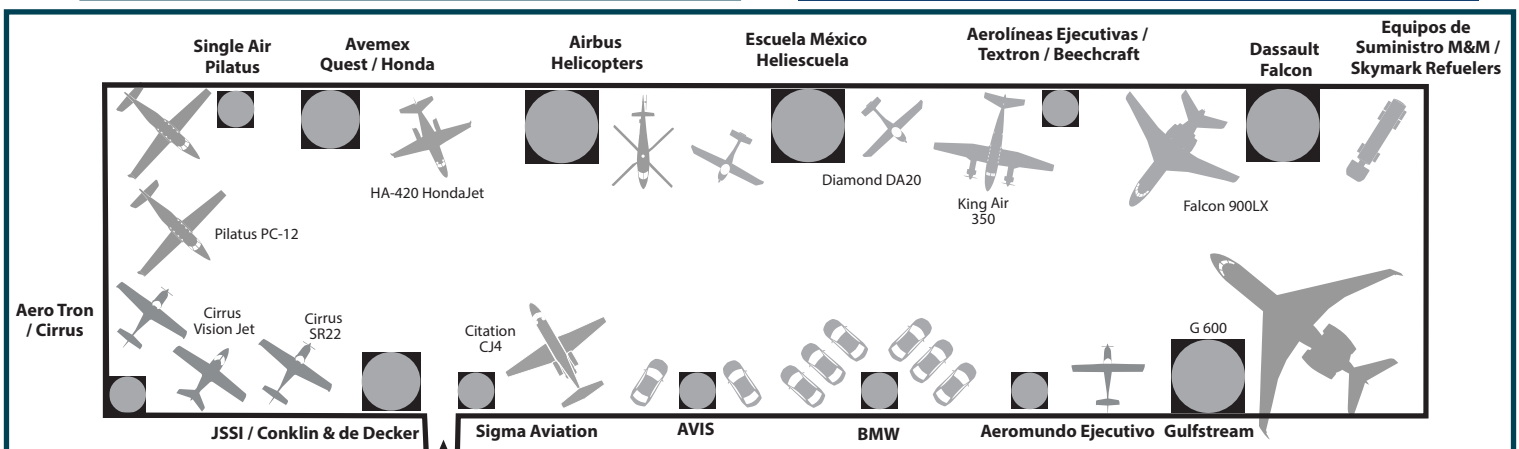 Single Air
Pilatus
Avemex
Quest / Honda
Airbus
Helicopters
Escuela México
Heliescuela
Aerolíneas Ejecutivas /
Textron / Beechcraft
Dassault
Falcon
Equipos de
Suministro M&M /
Skymark Refuelers
HA-420 HondaJet
Diamond DA20
King Air
350
Falcon 900LX
Pilatus PC-12
Aero Tron
/ Cirrus
Cirrus
Vision Jet
Cirrus
SR22
Citation
CJ4
G 600
JSSI / Conklin & de Decker
Sigma Aviation
AVIS
BMW
Aeromundo Ejecutivo
Gulfstream